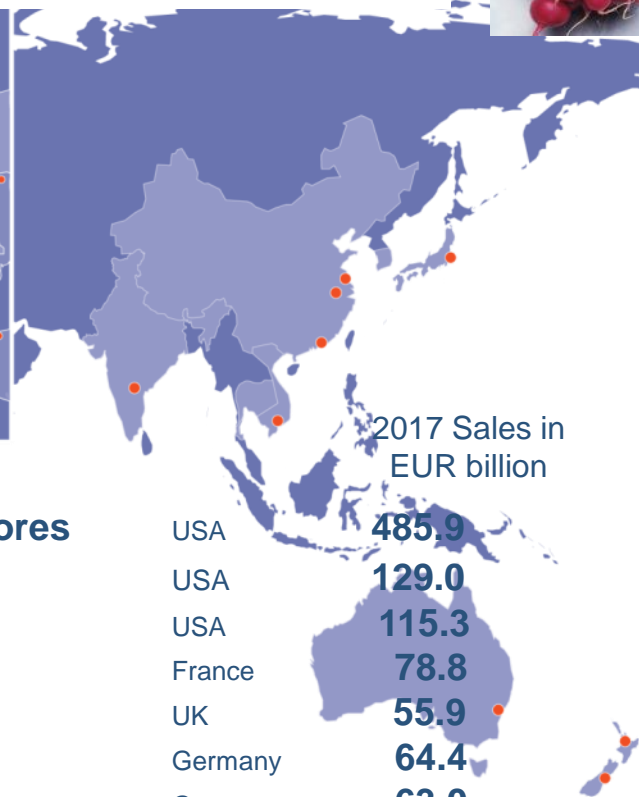 2017 Sales in
EUR billion
ores USA 485.9
USA 129.0
USA 115.3
France 78.8
UK 55.9
Germany 64.4